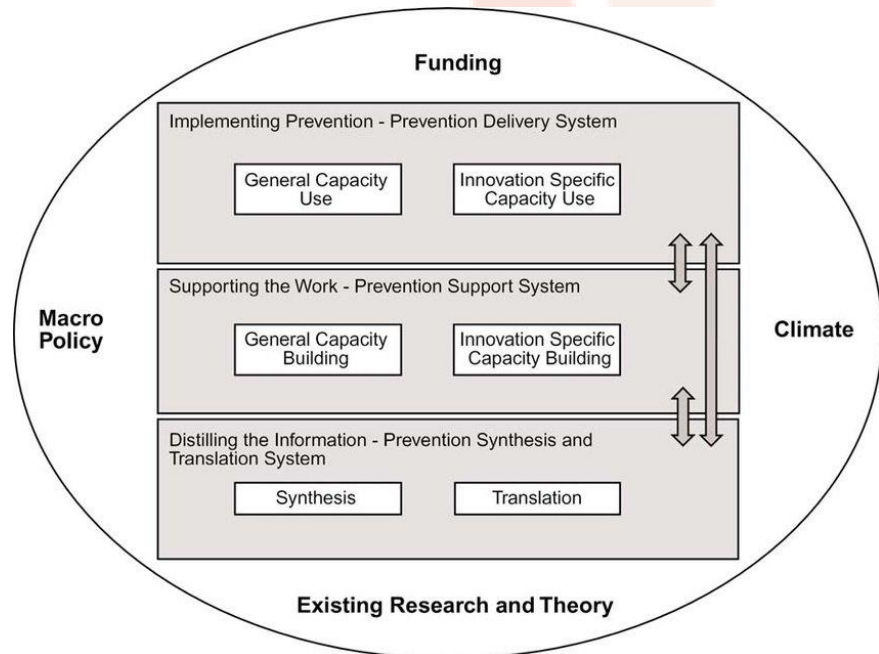 Funding
Implementing Prevention - Prevention Delivery System
General Capacity
Use
Innovation Specific
Capacity Use
Macro
Policy
Supporting the Work - Prevention Support System
General Capacity
Building
Innovation Specific
Capacity Building
Climate
Distilling the Information - Prevention Synthesis and
Translation System
Synthesis
Translation
Existing Research and Theory